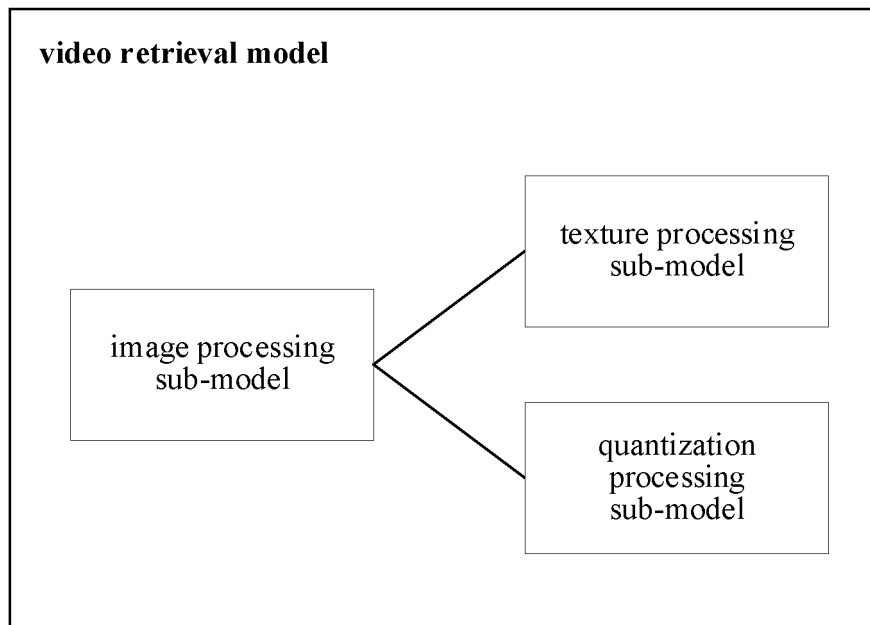 video retrieval model
texture processing
sub-model
image processing
sub-model
quantization
processing
sub-model